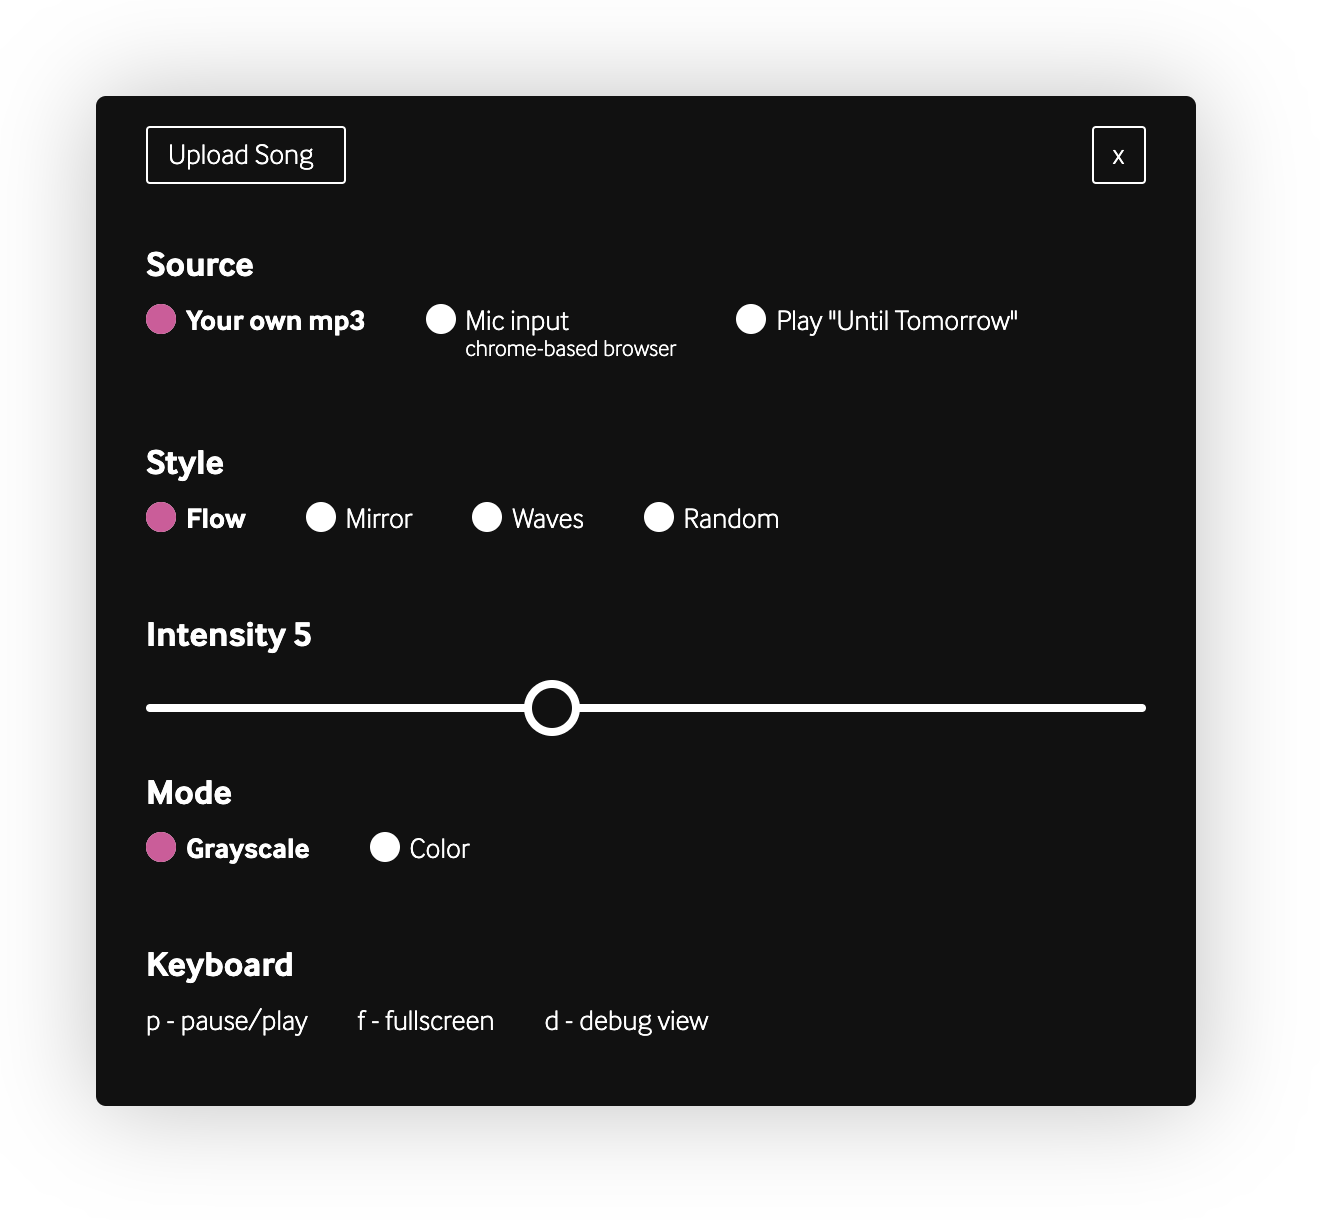 Upload Song
x
Source
Your own mp3
Mic input
chrome-based browser
Play "Until Tomorrow"
Style
Flow
Mirror
Waves
Random
Intensity 5
Mode
Grayscale
Color
Keyboard
p - pause/play
f - fullscreen
d - debug view